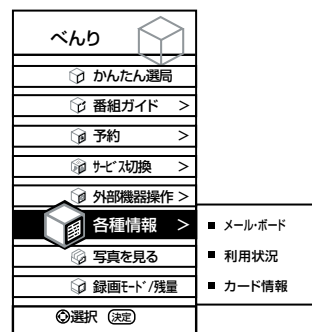 べんり
かんたん選局
番組ガイド >
予約 >
サービス切換 >
外部機器操作 >
各種情報 >
メール・ボード
利用状況
カード情報
写真を見る
録画モード/残量
選択 決定